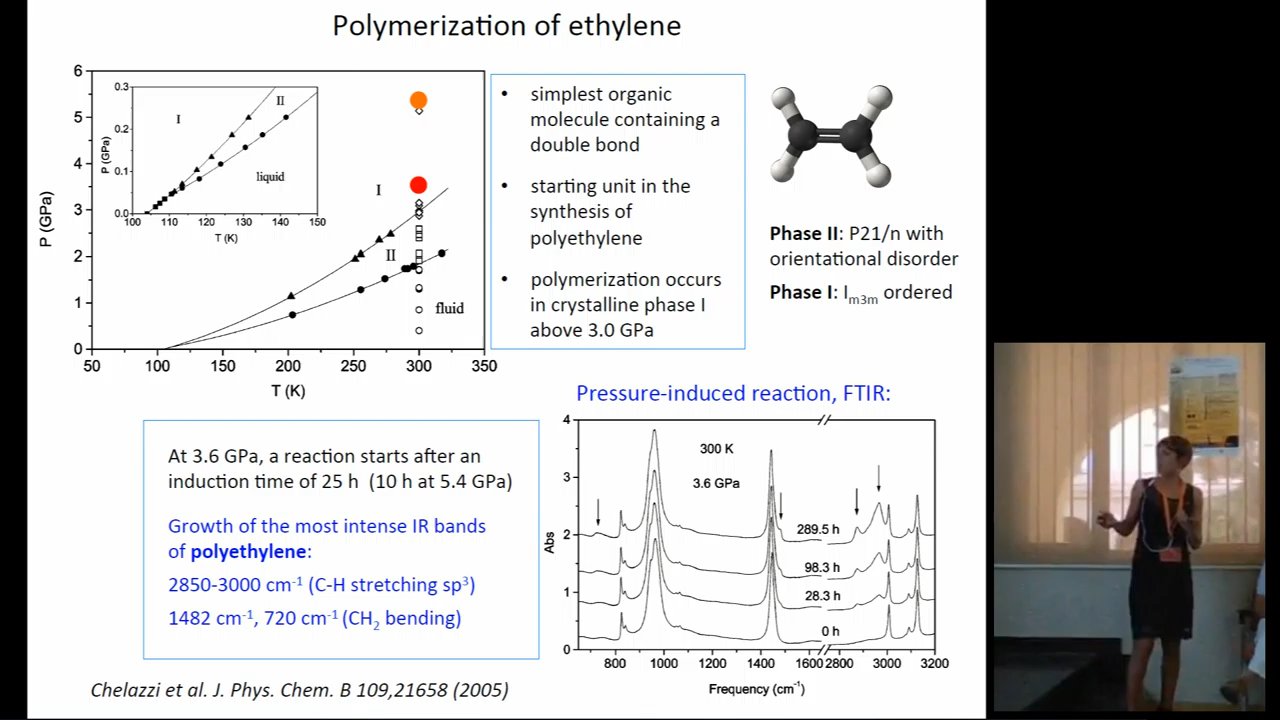 Polymerization of ethylene
6
5
4
3
2
1
0
50
100
150
200
250
300
350
P (GPa)
T (K)
I
II
fluid
0.3
0.2
0.1
0.0
100
110
120
130
140
150
P (GPa)
T (K)
I
II
liquid
• simplest organic
molecule containing a
double bond
• starting unit in the
synthesis of
polyethylene
• polymerization occurs
in crystalline phase I
above 3.0 GPa
Phase II: P21/n with
orientational disorder
Phase I: Im3m ordered
At 3.6 GPa, a reaction starts after an
induction time of 25 h (10 h at 5.4 GPa)
Growth of the most intense IR bands
of polyethylene:
2850-3000 cm-1 (C-H stretching sp3)
1482 cm-1, 720 cm-1 (CH2 bending)
Pressure-induced reaction, FTIR:
4
3
2
1
0
Abs
300 K
3.6 GPa
289.5 h
98.3 h
28.3 h
0 h
800
1000
1200
1400
1600
2800
3000
3200
Frequency (cm-1)
Chelazzi et al. J. Phys. Chem. B 109,21658 (2005)